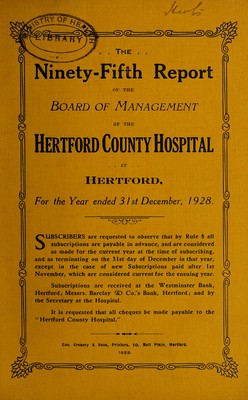 MINISTRY OF HEALTH
LIBRARY
. . THE . .
Ninety-Fifth Report
OF THE
BOARD OF MANAGEMENT
OF THE
HERTFORD COUNTY HOSPITAL
. . AT . .
HERTFORD,
For the Year ended 31st December, 1928.
SUBSCRIBERS are requested to observe that by Rule 8 all
subscriptions are payable in advance, and are considered
as made for the current year at the time of subscribing,
and as terminating on the 31st day of December in that year,
except in the case of new Subscriptions paid after 1st
November, which are considered current for the ensuing year.
Subscriptions are received at the Westminster Bank,
Hertford; Messrs. Barclay & Co.'s Bank, Hertford; and by
the Secretary at the Hospital.
It is requested that all cheques be made payable to the
"Hertford County Hospital."
Geo. Creasey & Sons, Printers, 10, Bull Plain, Hertford.
1929.